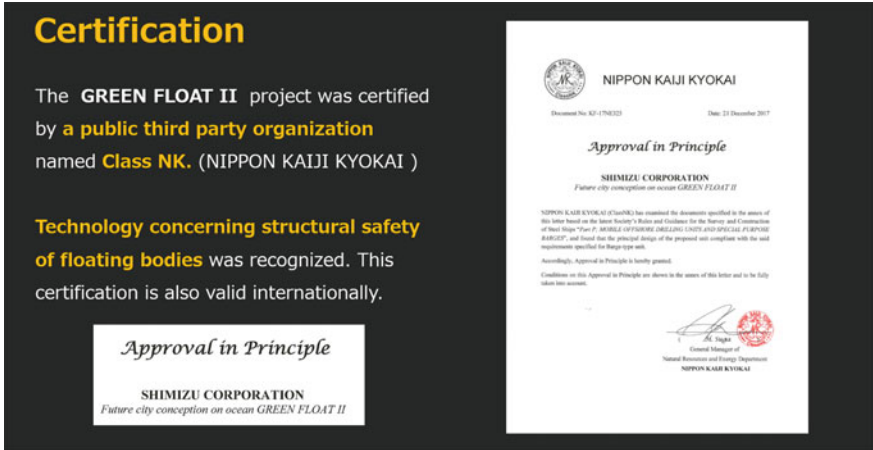 Certification
The GREEN FLOAT II project was certified
by a public third party organization
named Class NK. (NIPPON KAIJI KYOKAI )
Technology concerning structural safety
of floating bodies was recognized. This
certification is also valid internationally.
Approval in Principle
SHIMIZU CORPORATION
Future city conception on ocean GREEN FLOAT II
NIPPON KAIJI KYOKAI
Document No. KF-17NE323
Date: 21 December 2017
Approval in Principle
SHIMIZU CORPORATION
Future city conception on ocean GREEN FLOAT II
NIPPON KAIJI KYOKAI (ClassNK) has examined the documents specified in the annex of
this letter based on the latest Society's Rules and Guidance for the Survey and Construction
of Steel Ships "Part P, MOBILE OFFSHORE DRILLING UNITS AND SPECIAL PURPOSE
BARGES", and found that the principal design of the proposed unit compliant with the said
requirements specified for Barge-type unit.
Accordingly, Approval in Principle is hereby granted.
Conditions on this Approval in Principle are shown in the annex of this letter and to be fully
taken into account.
General Manager of
Natural Resources and Energy Department
NIPPON KAIJI KYOKAI